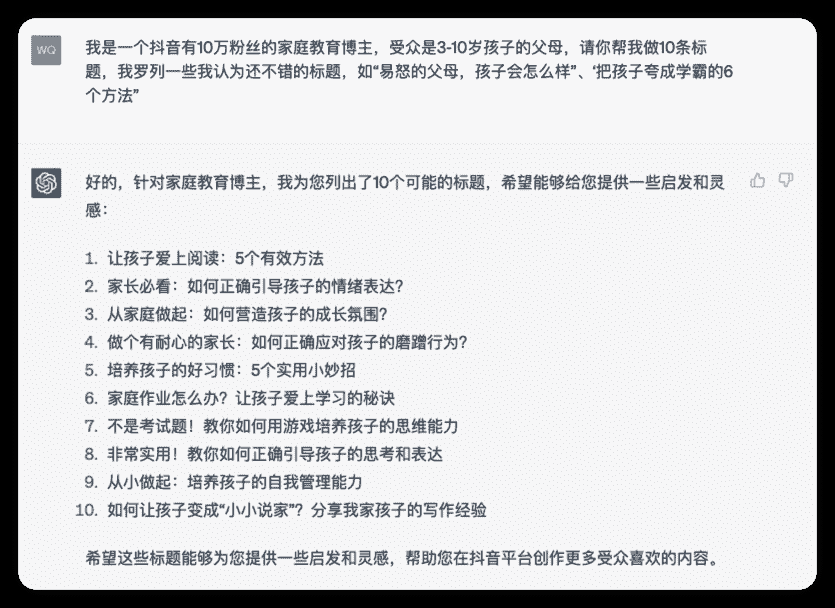 WQ
我是一个抖音有10万粉丝的家庭教育博主，受众是3-10岁孩子的父母，请你帮我做10条标
题，我罗列一些我认为还不错的标题，如“易怒的父母，孩子会怎么样”、‘把孩子夸成学霸的6
个方法”
好的，针对家庭教育博主，我为您列出了10个可能的标题，希望能够给您提供一些启发和灵
感：
1. 让孩子爱上阅读：5个有效方法
2. 家长必看：如何正确引导孩子的情绪表达？
3. 从家庭做起：如何营造孩子的成长氛围？
4. 做个有耐心的家长：如何正确应对孩子的磨蹭行为？
5. 培养孩子的好习惯：5个实用小妙招
6. 家庭作业怎么办？让孩子爱上学习的秘诀
7. 不是考试题！教你如何用游戏培养孩子的思维能力
8. 非常实用！教你如何正确引导孩子的思考和表达
9. 从小做起：培养孩子的自我管理能力
10. 如何让孩子变成“小小说家”？分享我家孩子的写作经验
希望这些标题能够为您提供一些启发和灵感，帮助您在抖音平台创作更多受众喜欢的内容。